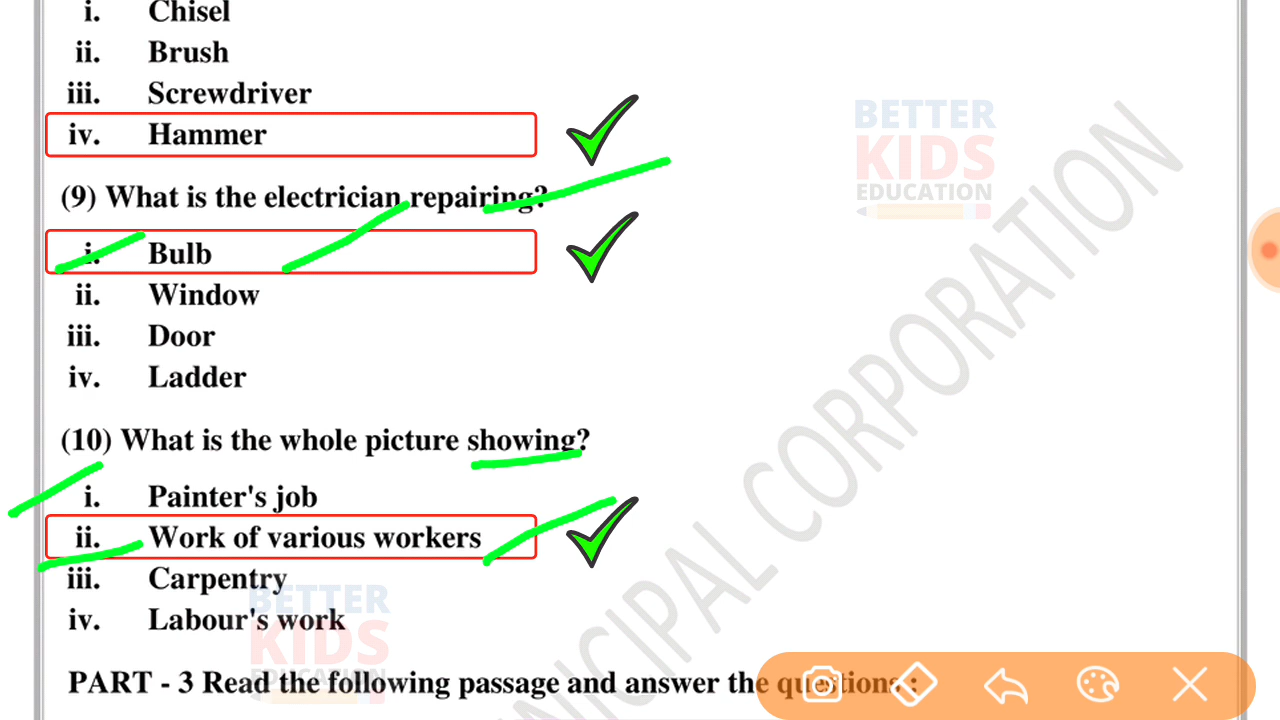 i. Chisel
ii. Brush
iii. Screwdriver
iv. Hammer
(9) What is the electrician repairing?
i. Bulb
ii. Window
iii. Door
iv. Ladder
(10) What is the whole picture showing?
i. Painter's job
ii. Work of various workers
iii. Carpentry
iv. Labour's work
PART - 3 Read the following passage and answer the questions :
BETTER
KIDS
EDUCATION
BETTER
KIDS
EDUCATION
NICIPAL CORPORATION